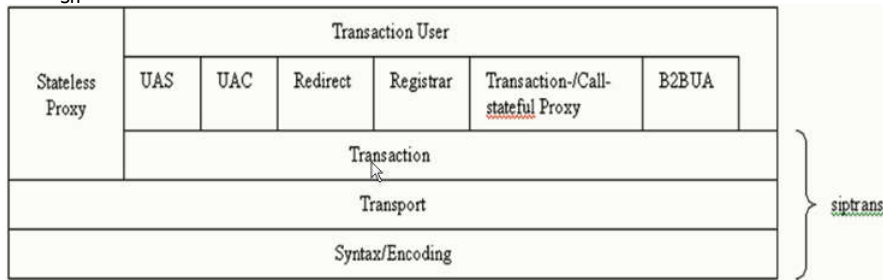 Transaction User
Stateless
Proxy
UAS
UAC
Redirect
Registrar
Transaction-/Call-
stateful Proxy
B2BUA
Transaction
Transport
siptrans
Syntax/Encoding